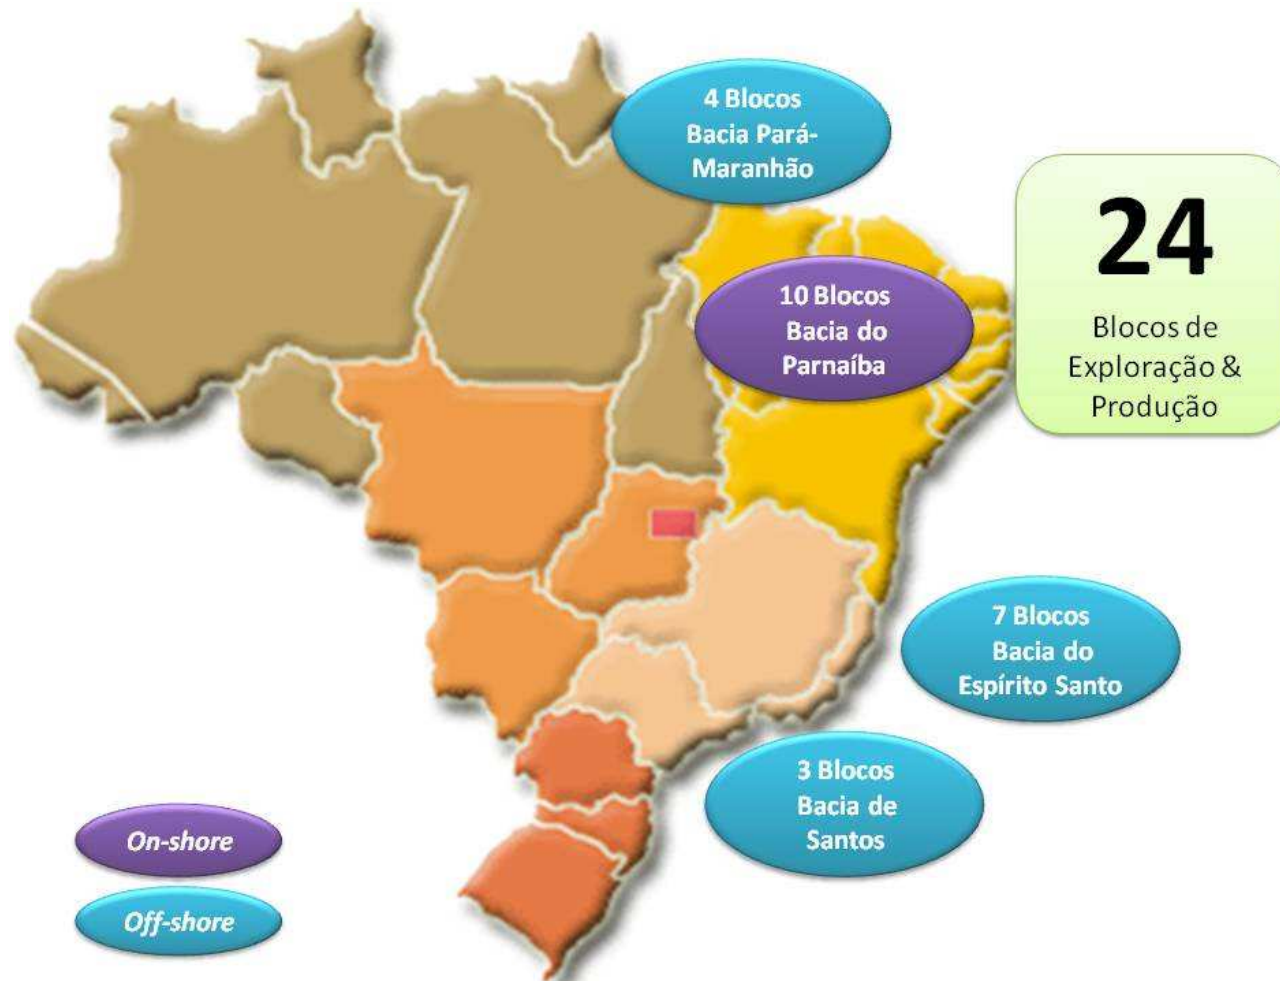 4 Blocos
Bacia Pará-
Maranhão
24
Blocos de
Exploração &
Produção
10 Blocos
Bacia do
Parnaíba
7 Blocos
Bacia do
Espírito Santo
3 Blocos
Bacia de
Santos
On-shore
Off-shore